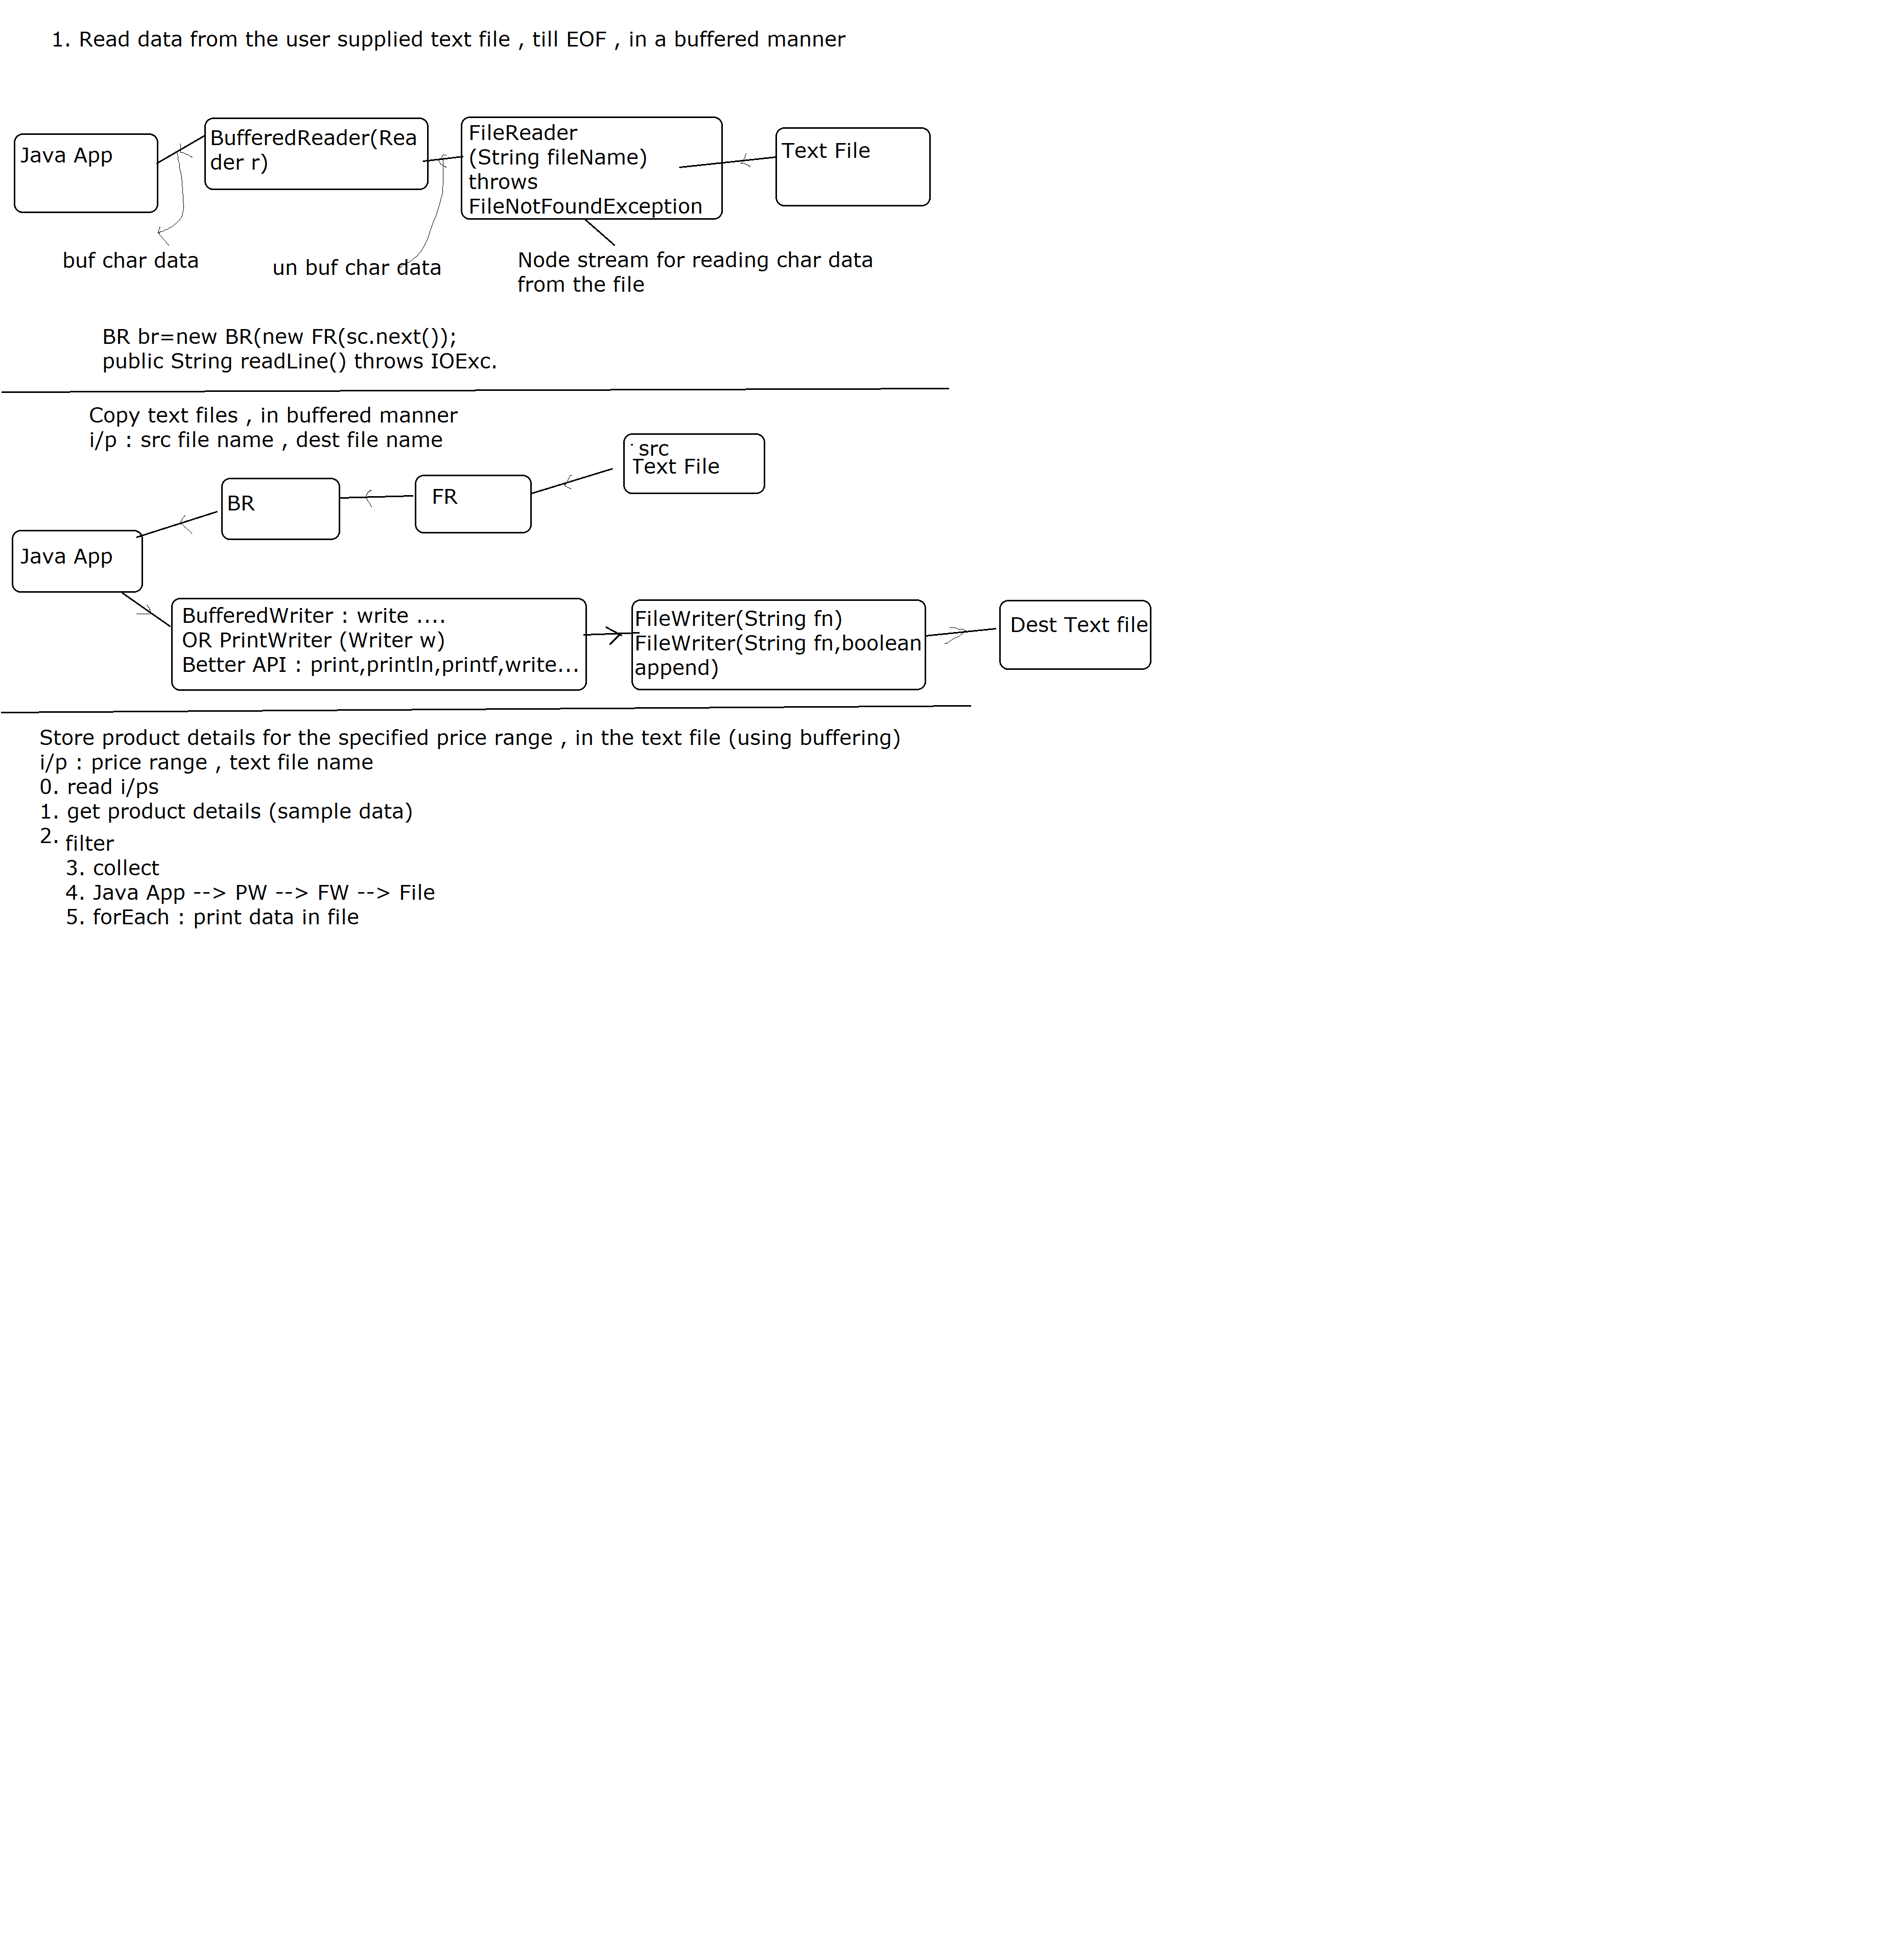 1. Read data from the user supplied text file , till EOF , in a buffered manner
Java App
BufferedReader(Rea
der r)
FileReader
(String fileName)
throws
FileNotFoundException
Text File
buf char data
un buf char data
Node stream for reading char data
from the file
BR br=new BR(new FR(sc.next());
public String readLine() throws IOExc.
Copy text files , in buffered manner
i/p : src file name , dest file name
src
Text File
BR
FR
Java App
BufferedWriter : write ....
OR PrintWriter (Writer w)
Better API : print,println,printf,write...
FileWriter(String fn)
FileWriter(String fn,boolean
append)
Dest Text file
Store product details for the specified price range , in the text file (using buffering)
i/p : price range , text file name
0. read i/ps
1. get product details (sample data)
2. filter
3. collect
4. Java App --> PW --> FW --> File
5. forEach : print data in file